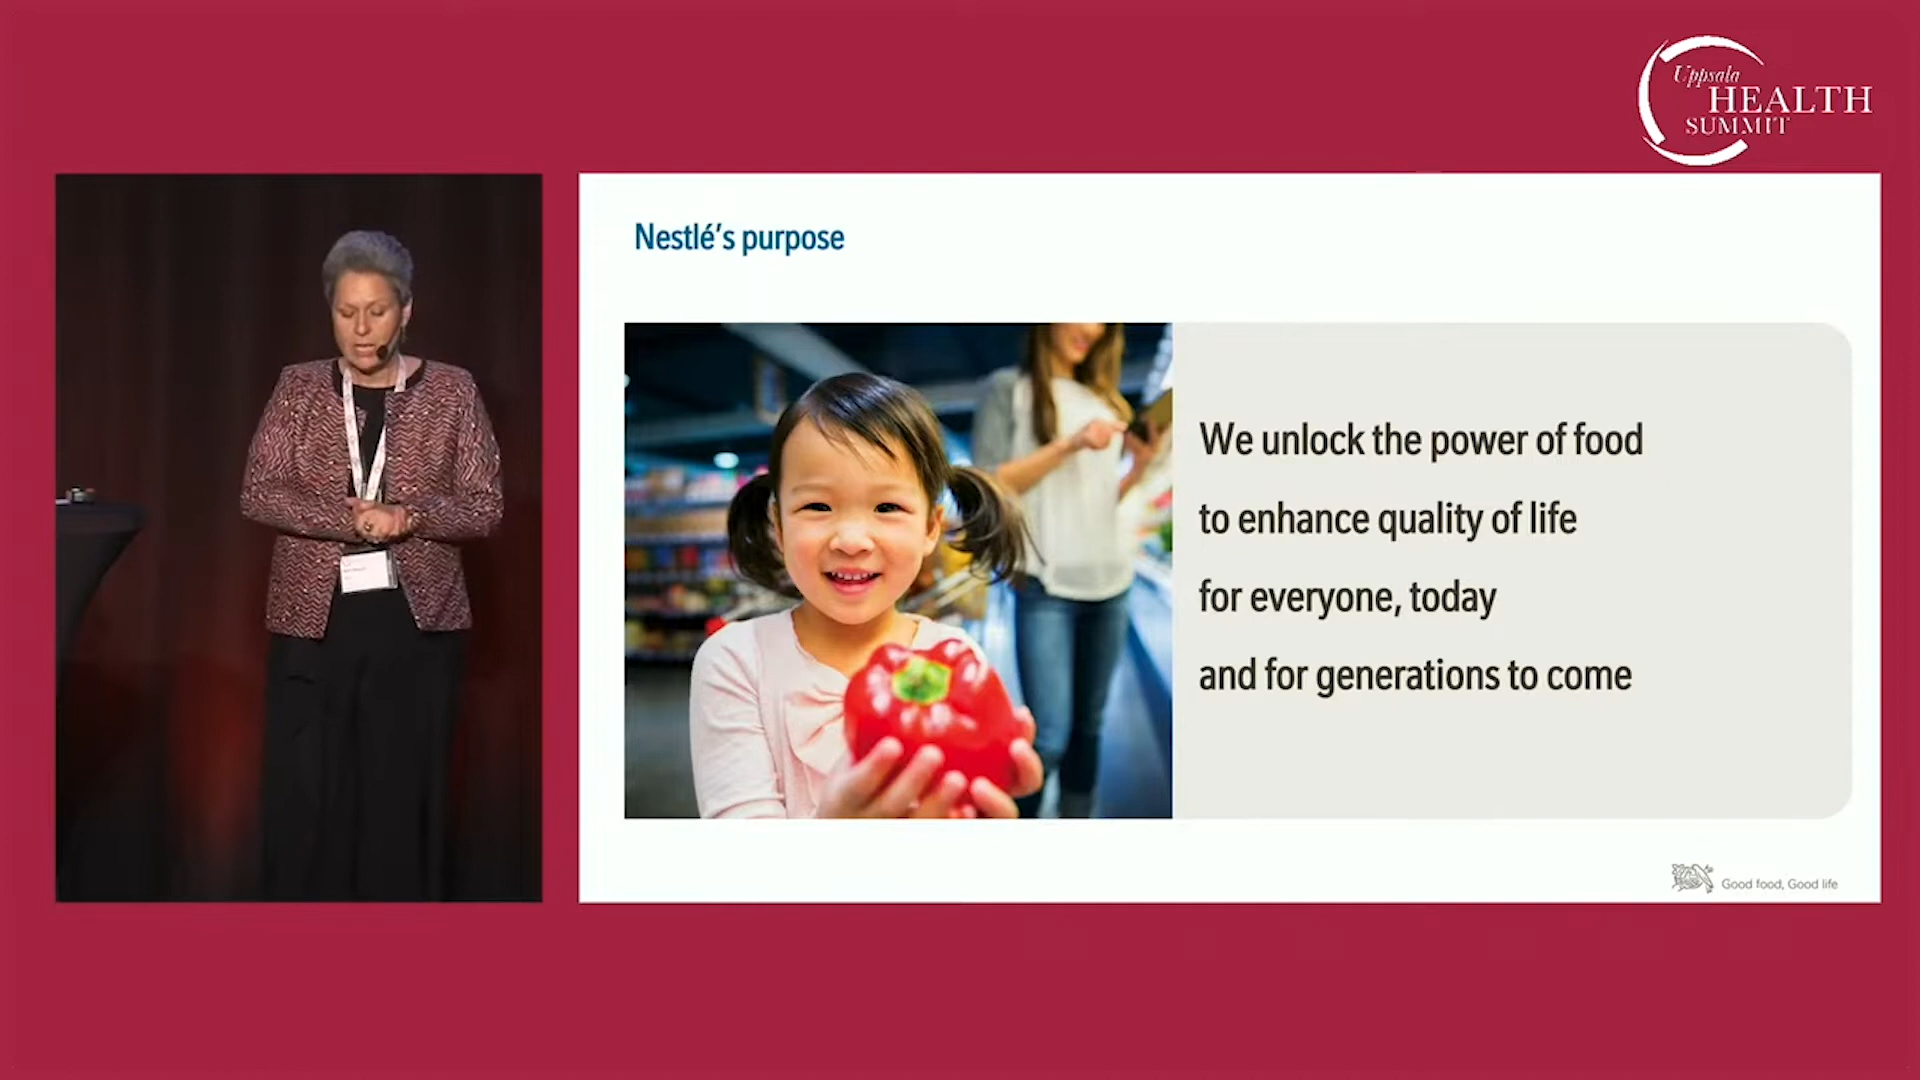 Uppsala
HEALTH
SUMMIT
Nestlé's purpose
We unlock the power of food
to enhance quality of life
for everyone, today
and for generations to come
Good food, Good life